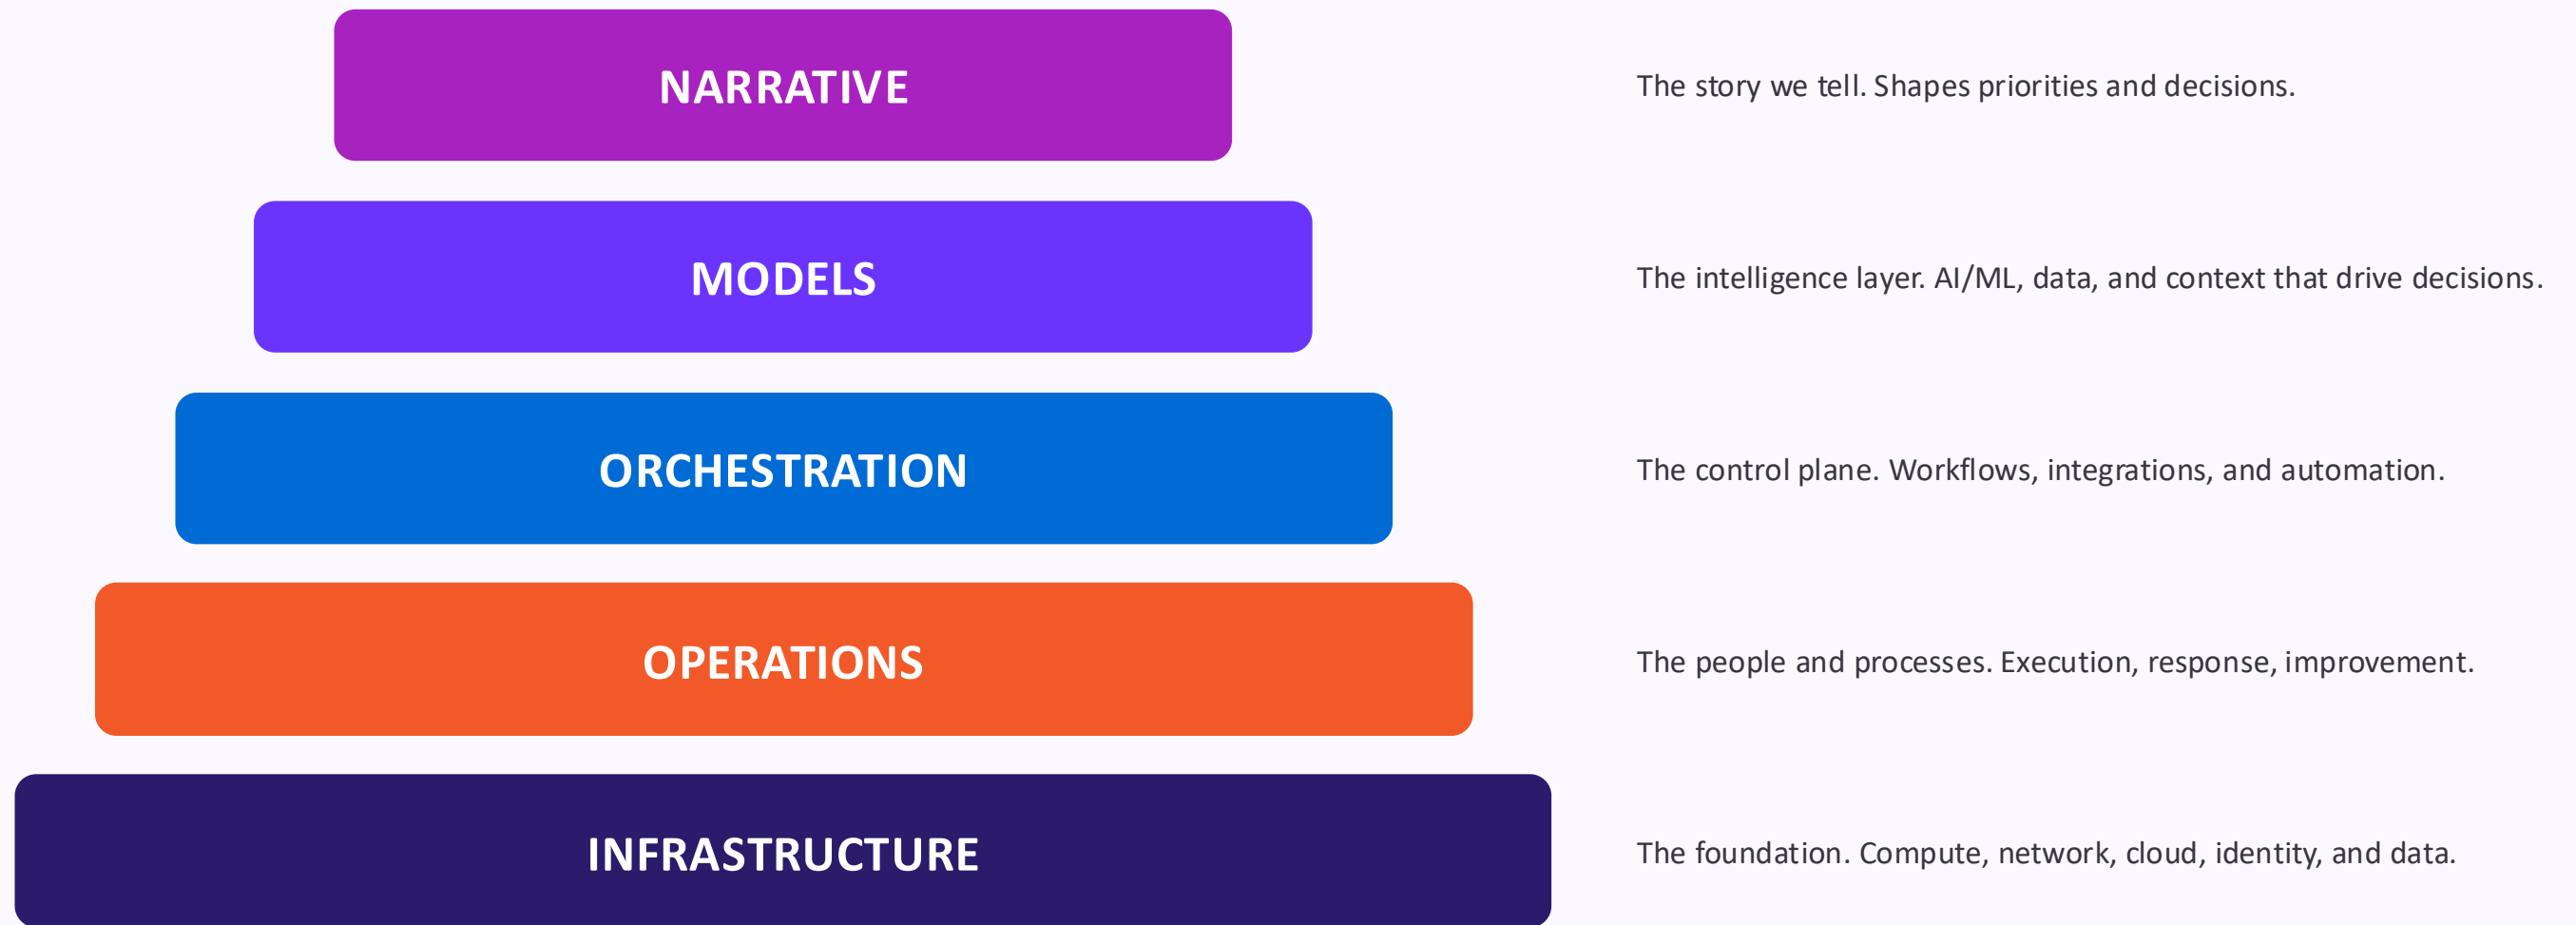 NARRATIVE
The story we tell. Shapes priorities and decisions.
MODELS
The intelligence layer. AI/ML, data, and context that drive decisions.
ORCHESTRATION
The control plane. Workflows, integrations, and automation.
OPERATIONS
The people and processes. Execution, response, improvement.
INFRASTRUCTURE
The foundation. Compute, network, cloud, identity, and data.